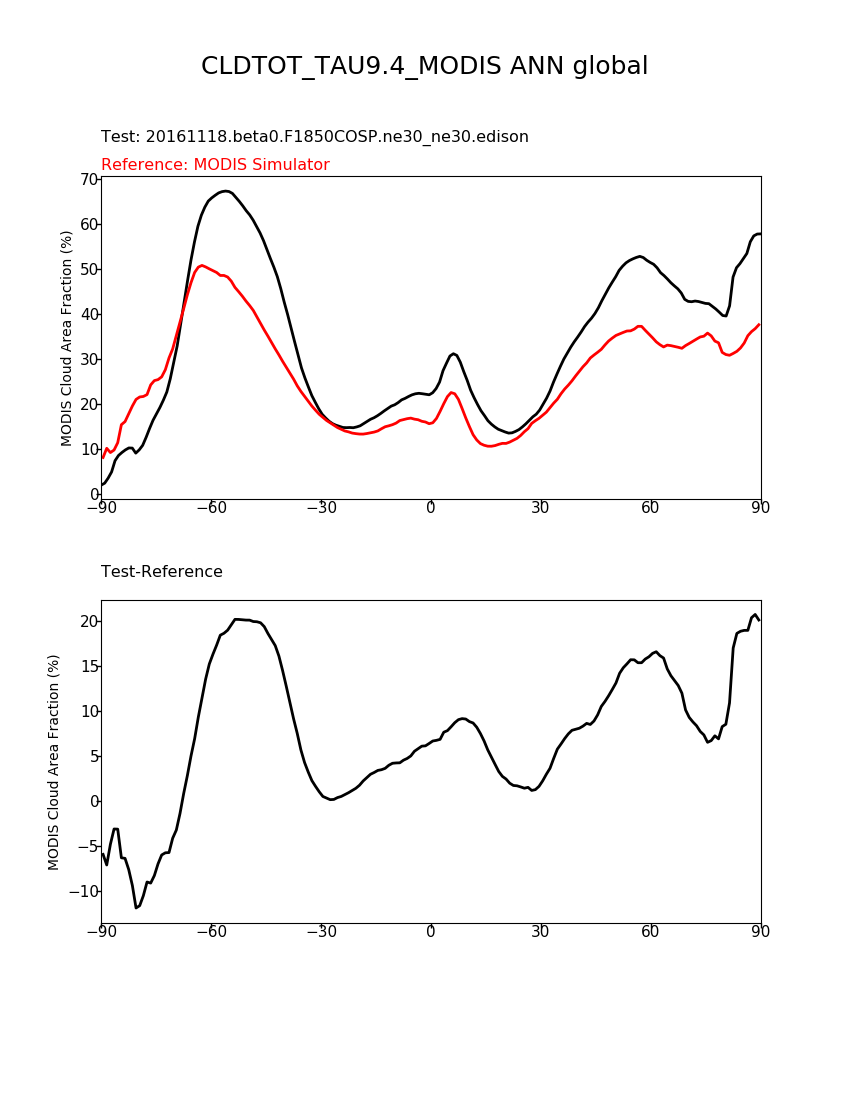 CLDTOT_TAU9.4_MODIS ANN global
Test: 20161118.beta0.F1850COSP.ne30_ne30.edison
Reference: MODIS Simulator
MODIS Cloud Area Fraction (%)
70
60
50
40
30
20
10
0
−90 −60 −30 0 30 60 90
Test-Reference
MODIS Cloud Area Fraction (%)
20
15
10
5
0
−5
−10
−90 −60 −30 0 30 60 90